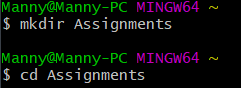 Manny@Manny-PC MINGW64 ~
$ mkdir Assignments
Manny@Manny-PC MINGW64 ~
$ cd Assignments